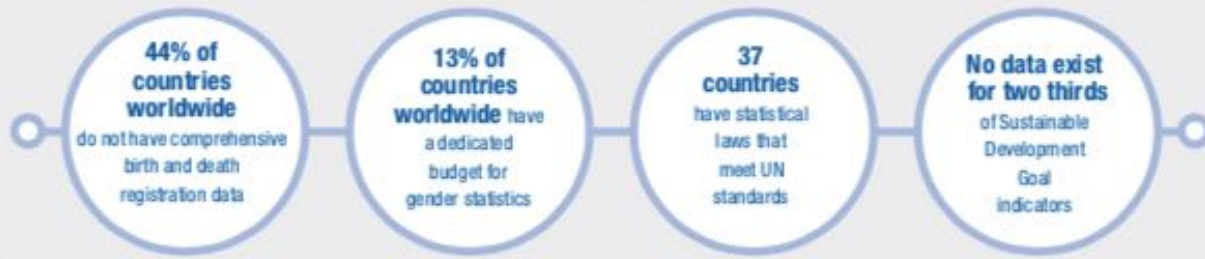 44% of
countries
worldwide
do not have comprehensive
birth and death
registration data
13% of
countries
worldwide have
a dedicated
budget for
gender statistics
37
countries
have statistical
laws that
meet UN
standards
No data exist
for two thirds
of Sustainable
Development
Goal
indicators